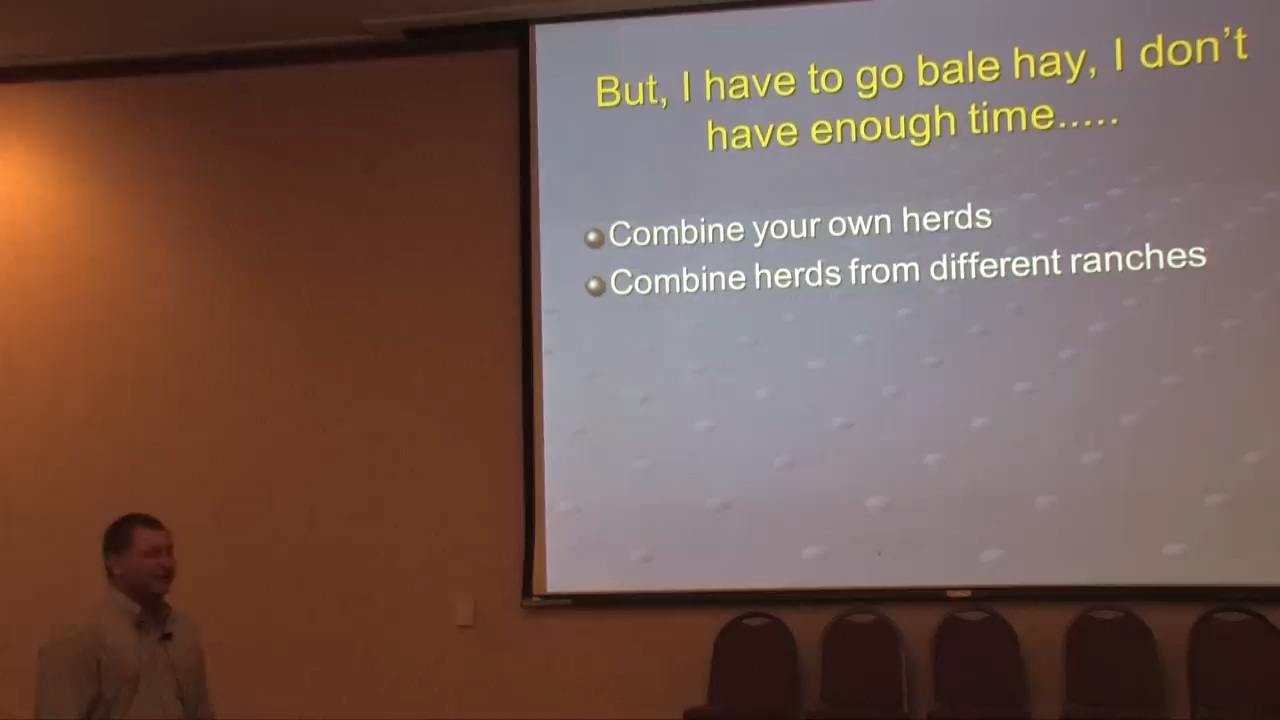 But, I have to go bale hay, I don't
have enough time.....
Combine your own herds
Combine herds from different ranches